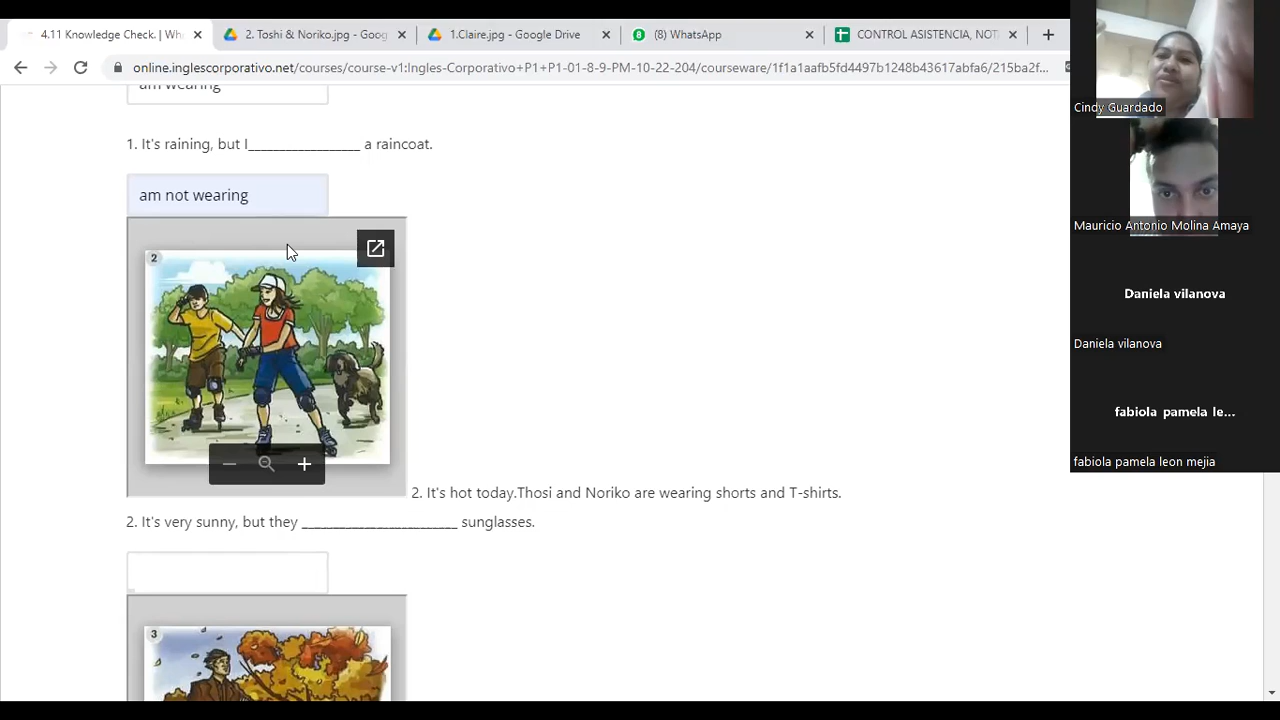 4.11 Knowledge Check. | Wh
2. Toshi & Noriko.jpg - Goog
1.Claire.jpg - Google Drive
(8) WhatsApp
CONTROL ASISTENCIA, NOT
online.inglescorporativo.net/courses/course-v1:Ingles-Corporativo+P1+P1-01-8-9-PM-10-22-204/courseware/1f1a1aafb5fd4497b1248b43617abfa6/215ba2f...
am wearing
1. It's raining, but I_________________ a raincoat.
am not wearing
2
2. It's hot today.Thosi and Noriko are wearing shorts and T-shirts.
2. It's very sunny, but they ________________________ sunglasses.
3
Cindy Guardado
Mauricio Antonio Molina Amaya
Daniela vilanova
Daniela vilanova
fabiola pamela le...
fabiola pamela leon mejia